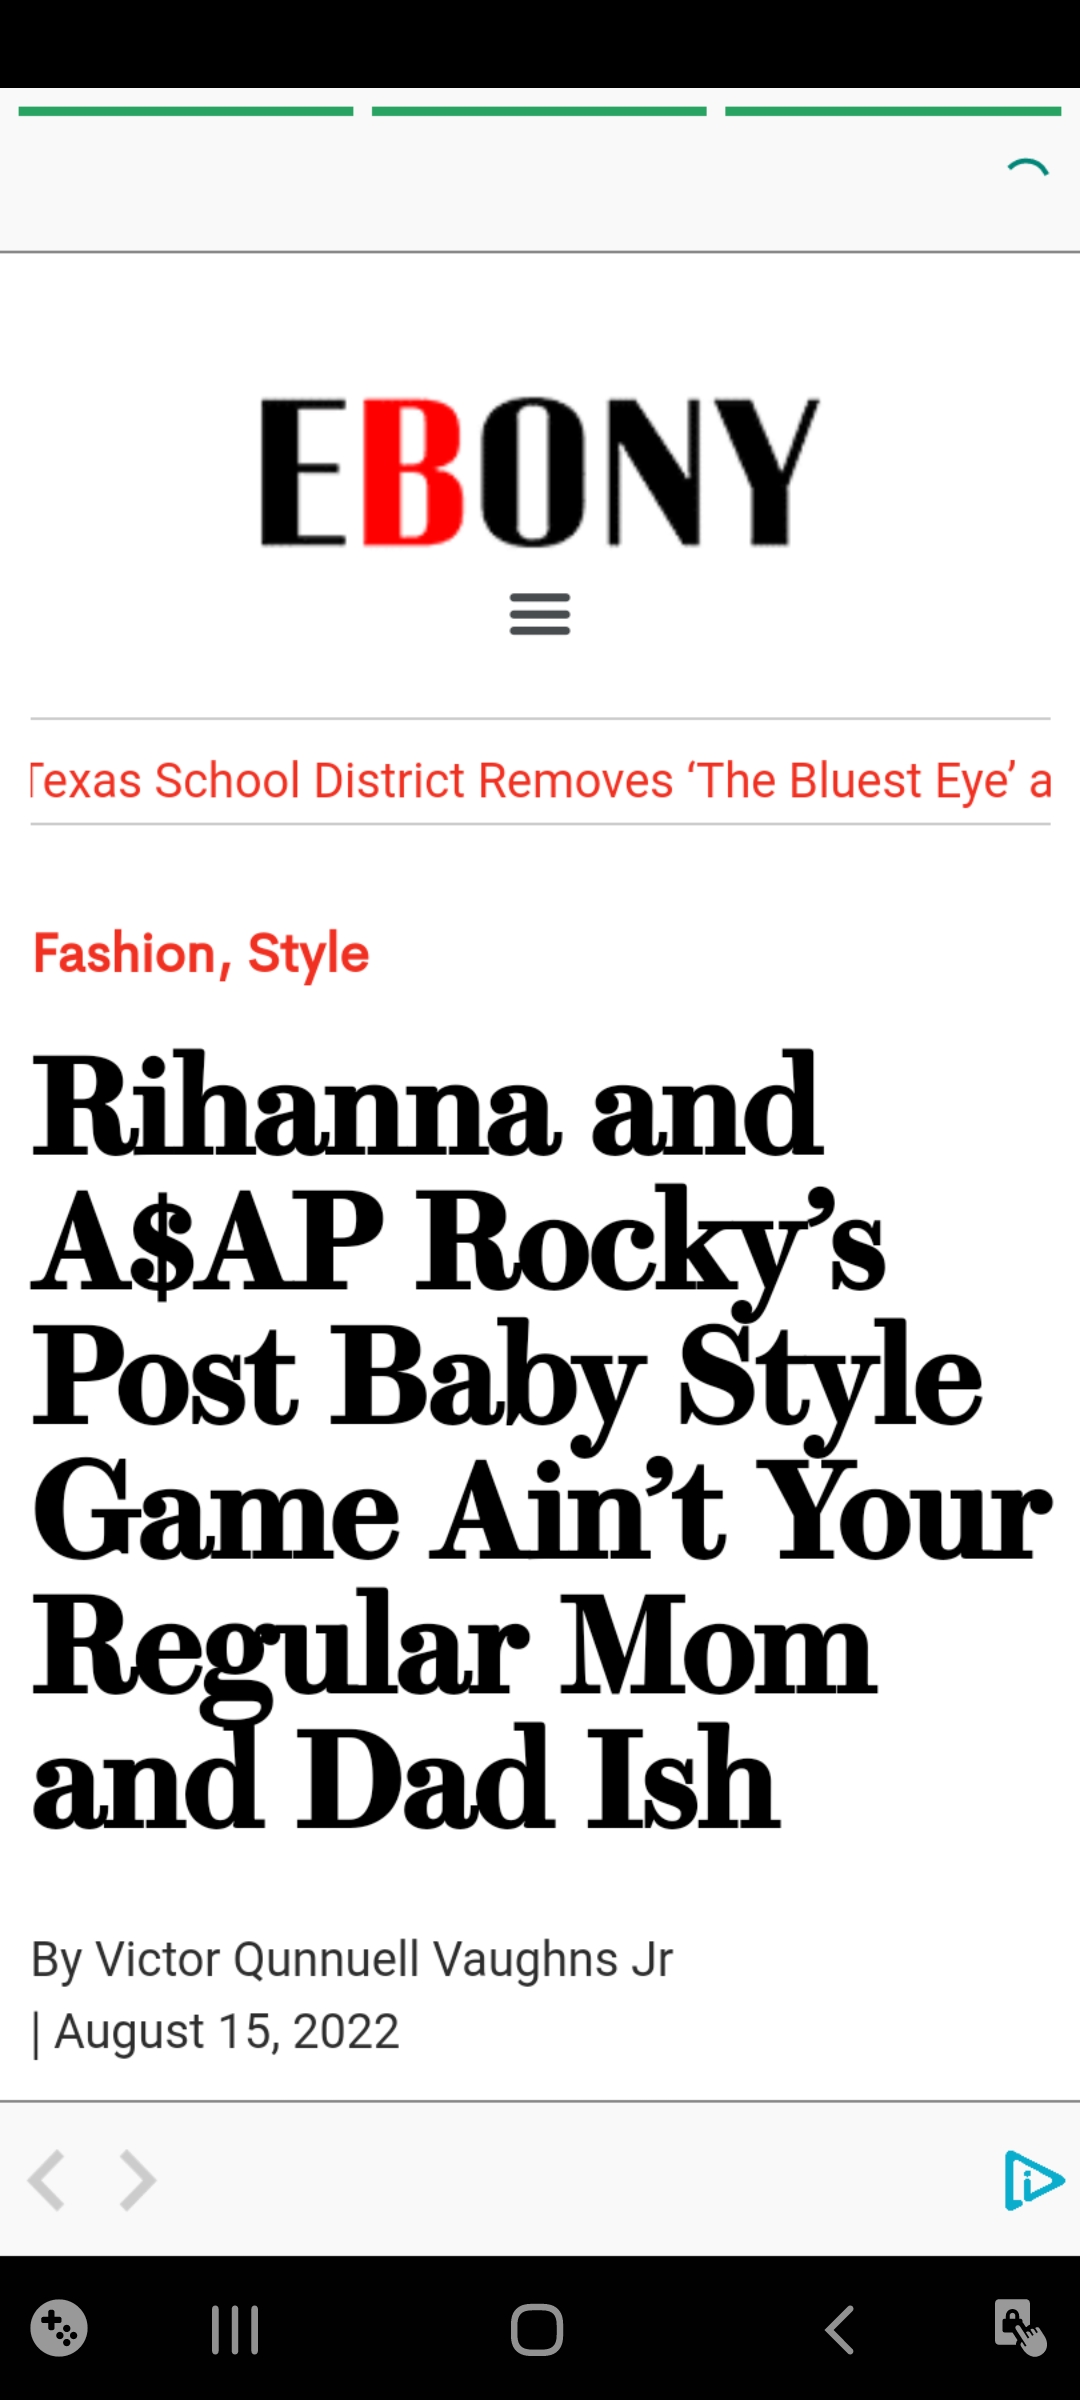 EBONY
Texas School District Removes ‘The Bluest Eye’ a
Fashion, Style
Rihanna and
A$AP Rocky’s
Post Baby Style
Game Ain’t Your
Regular Mom
and Dad Ish
By Victor Qunnuell Vaughns Jr
| August 15, 2022